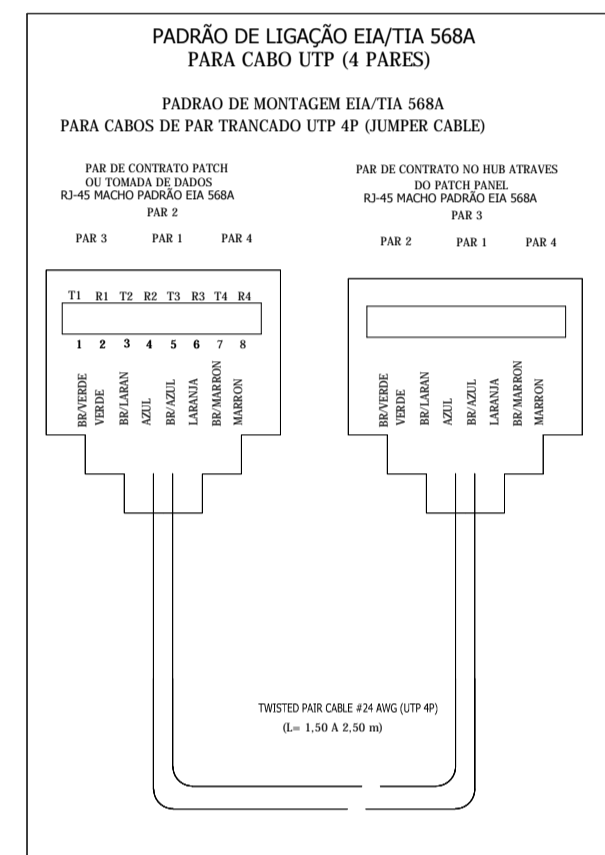 PADRÃO DE LIGAÇÃO EIA/TIA 568A
PARA CABO UTP (4 PARES)
PADRAO DE MONTAGEM EIA/TIA 568A
PARA CABOS DE PAR TRANCADO UTP 4P (JUMPER CABLE)
PAR DE CONTRATO PATCH
OU TOMADA DE DADOS
RJ-45 MACHO PADRÃO EIA 568A
PAR 2
PAR 3 PAR 1 PAR 4
T1 R1 T2 R2 T3 R3 T4 R4
1 2 3 4 5 6 7 8
BR/VERDE
VERDE
BR/LARAN
AZUL
BR/AZUL
LARANJA
BR/MARRON
MARRON
PAR DE CONTRATO NO HUB ATRAVES
DO PATCH PANEL
RJ-45 MACHO PADRÃO EIA 568A
PAR 3
PAR 2 PAR 1 PAR 4
BR/VERDE
VERDE
BR/LARAN
AZUL
BR/AZUL
LARANJA
BR/MARRON
MARRON
TWISTED PAIR CABLE #24 AWG (UTP 4P)
(L= 1,50 A 2,50 m)